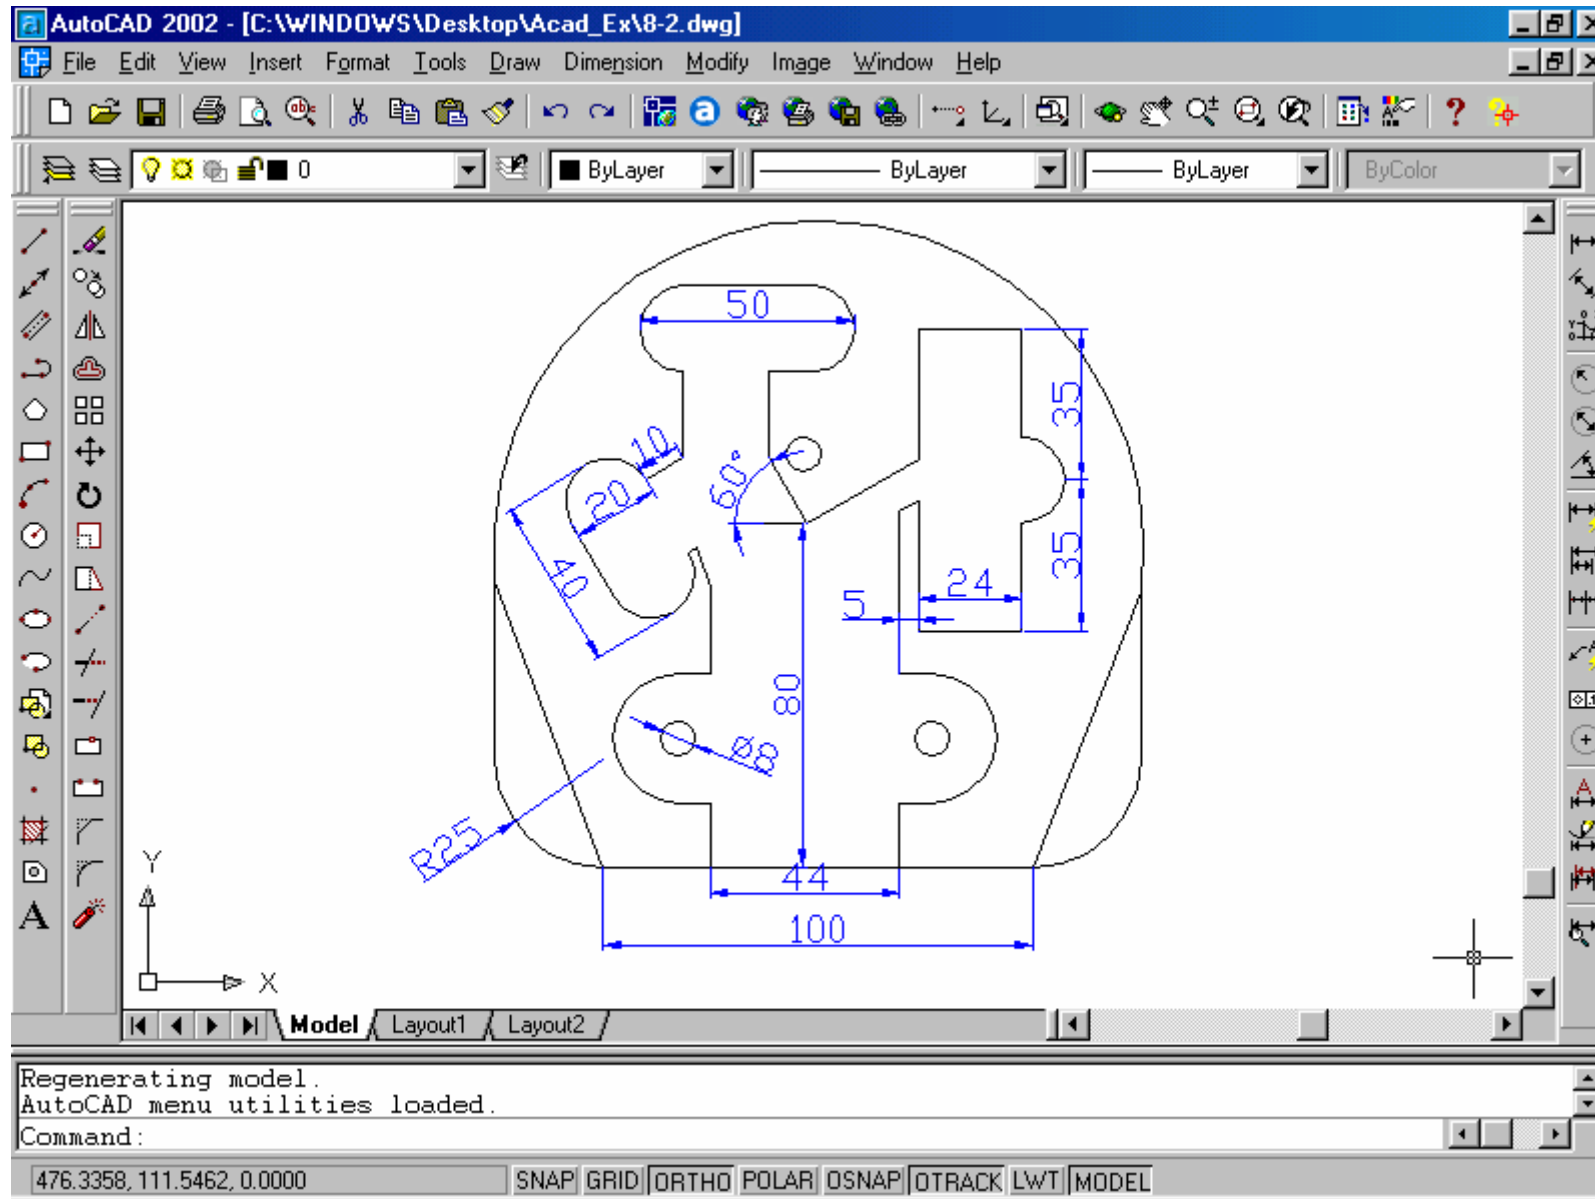 AutoCAD 2002 - [C:\WINDOWS\Desktop\Acad_Ex\8-2.dwg]
File Edit View Insert Format Tools Draw Dimension Modify Image Window Help
0 ByLayer ByLayer ByLayer ByColor
50
35
10
60°
20
40
35
24
5
80
Ø8
R25
44
100
Y
X
A
Model Layout1 Layout2
Regenerating model.
AutoCAD menu utilities loaded.
Command:
476.3358, 111.5462, 0.0000 SNAP GRID ORTHO POLAR OSNAP OTRACK LWT MODEL